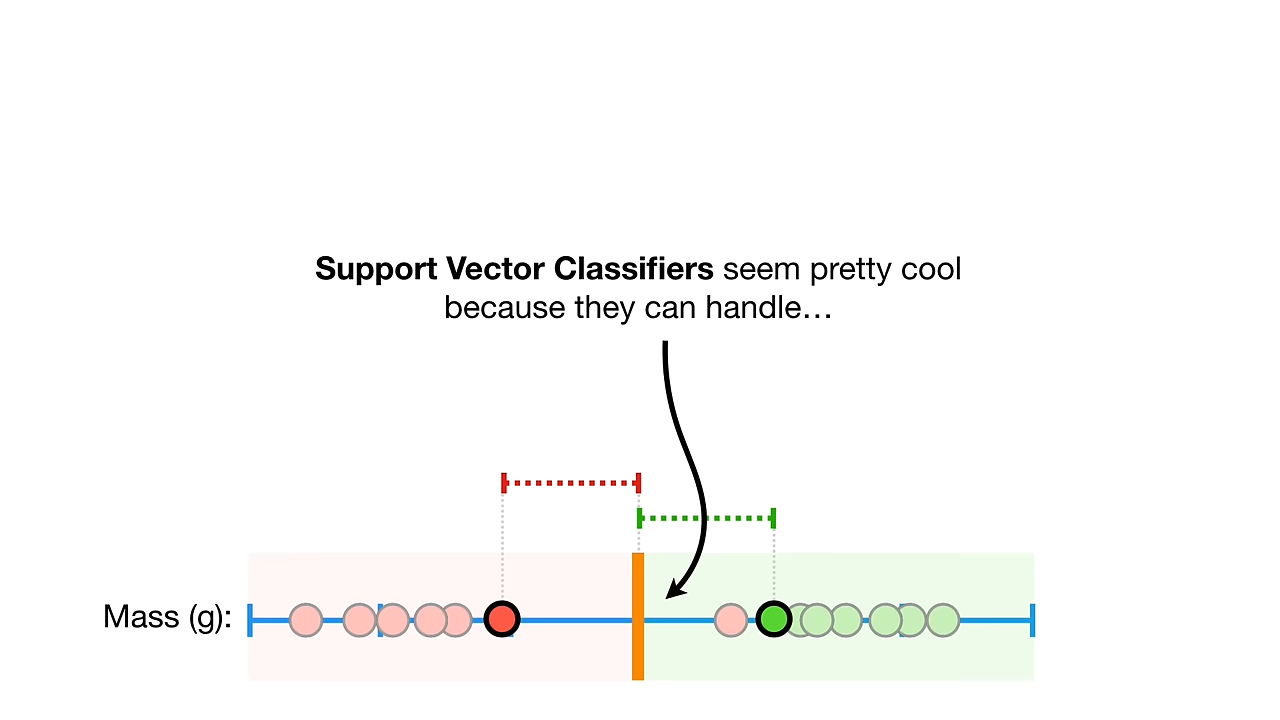 Support Vector Classifiers seem pretty cool
because they can handle…
Mass (g):